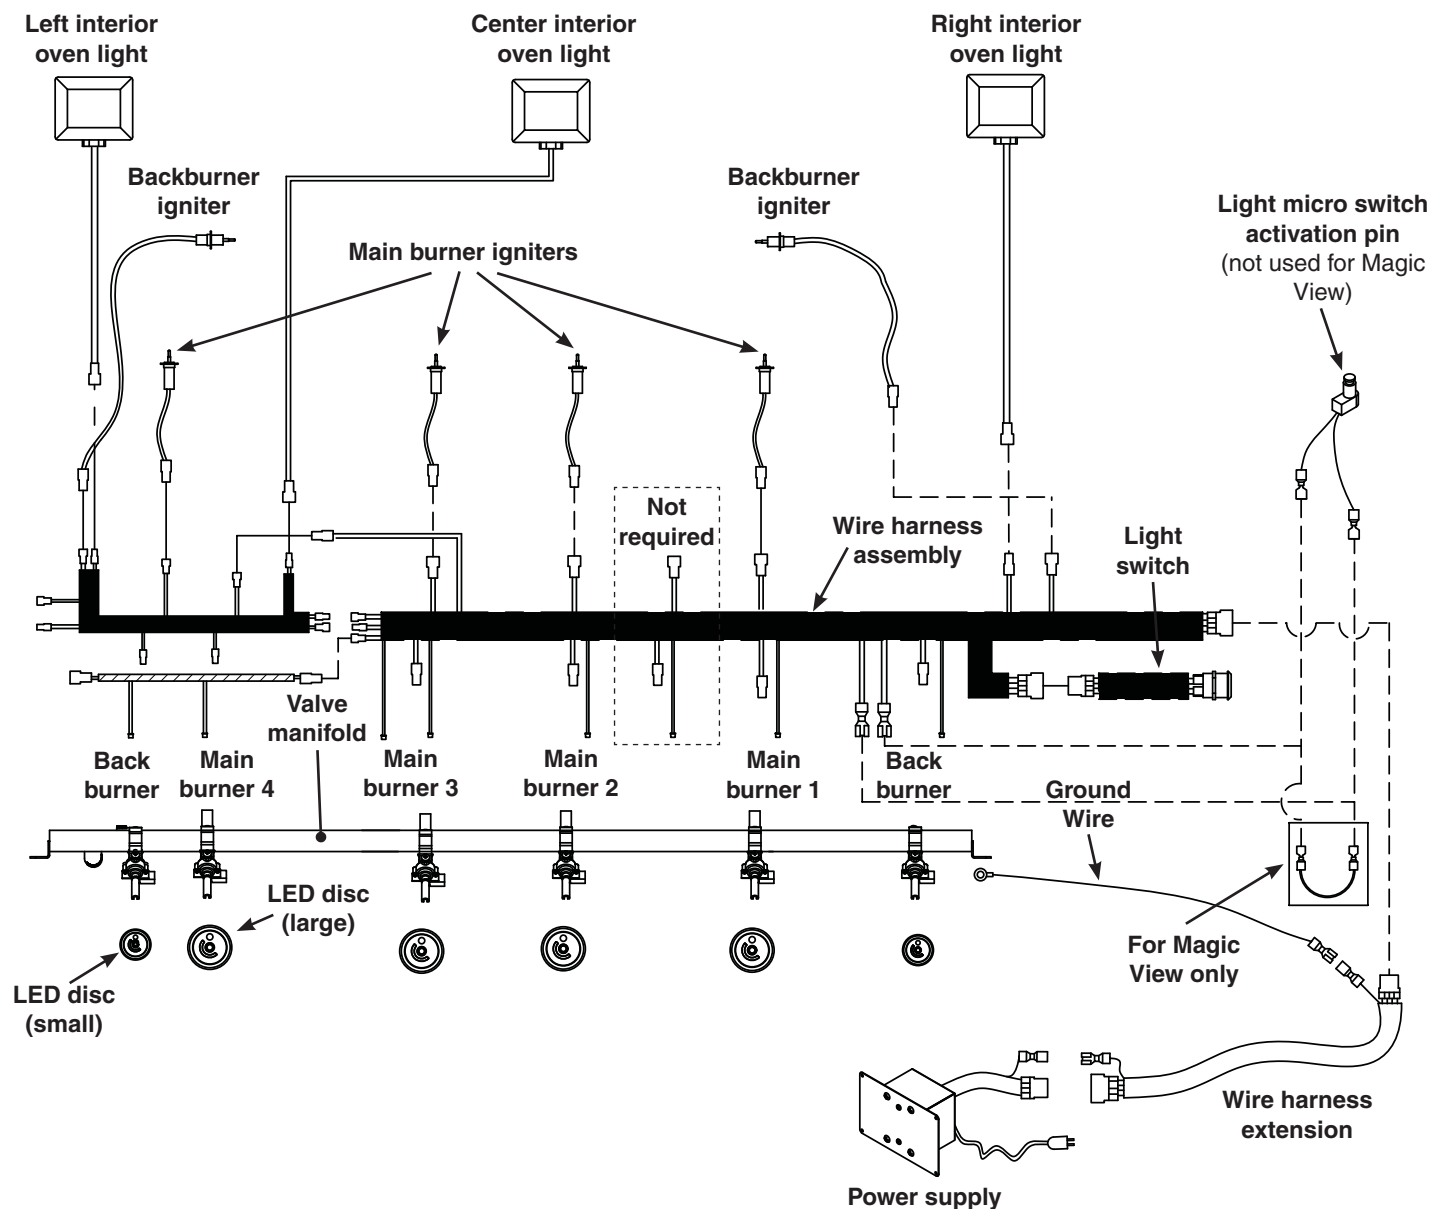 Left interior
oven light
Center interior
oven light
Right interior
oven light
Backburner
igniter
Backburner
igniter
Light micro switch
activation pin
(not used for Magic
View)
Main burner igniters
Not
required
Wire harness
assembly
Light
switch
Valve
manifold
Back
burner
Main
burner 4
Main
burner 3
Main
burner 2
Main
burner 1
Back
burner
Ground
Wire
LED disc
(large)
For Magic
View only
LED disc
(small)
Wire harness
extension
Power supply